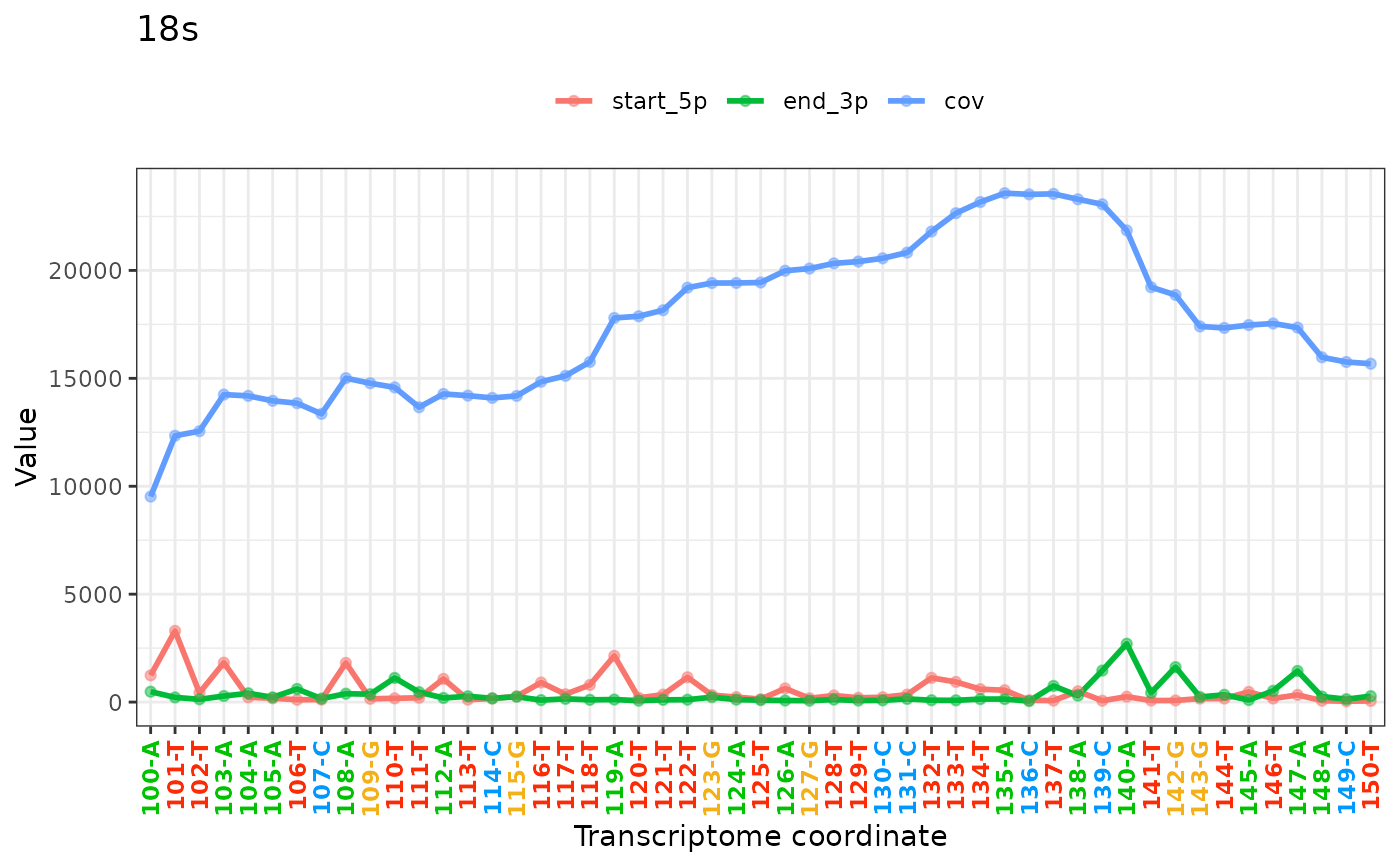 18s
start_5p end_3p cov
Value
20000
15000
10000
5000
0
100-A 101-T 102-T 103-A 104-A 105-A 106-T 107-C 108-A 109-G 110-T 111-T 112-A 113-T 114-C 115-G 116-T 117-T 118-T 119-A 120-T 121-T 122-T 123-G 124-A 125-T 126-A 127-G 128-T 129-T 130-C 131-C 132-T 133-T 134-T 135-A 136-C 137-T 138-A 139-C 140-A 141-T 142-G 143-G 144-T 145-A 146-T 147-A 148-A 149-C 150-T
Transcriptome coordinate